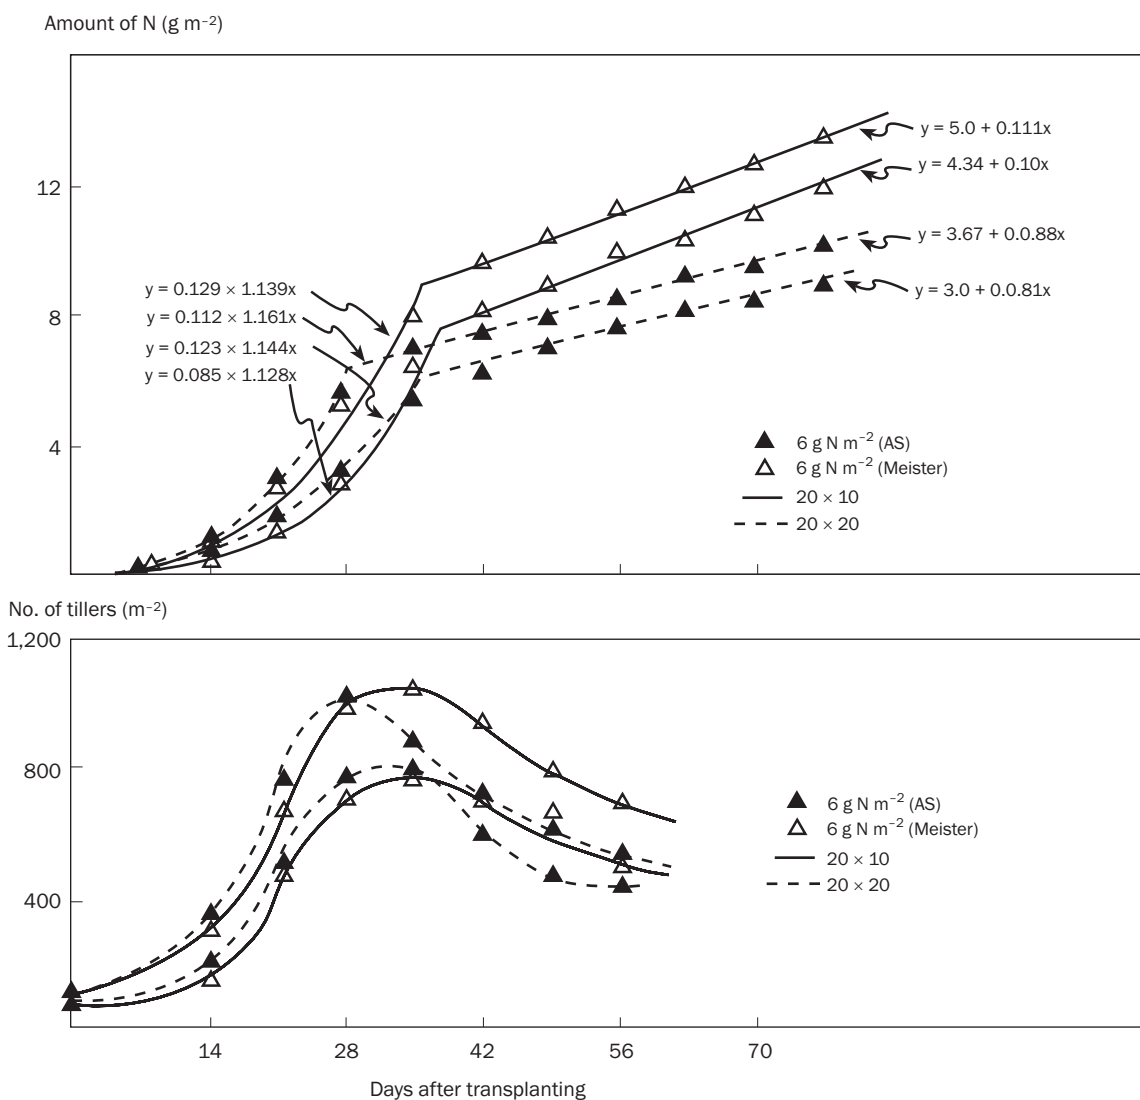 Amount of N (g m⁻²)
y = 5.0 + 0.111x
y = 4.34 + 0.10x
12
y = 3.67 + 0.0.88x
y = 0.129 × 1.139x
y = 3.0 + 0.0.81x
y = 0.112 × 1.161x
8
y = 0.123 × 1.144x
y = 0.085 × 1.128x
4
6 g N m⁻² (AS)
6 g N m⁻² (Meister)
20 × 10
20 × 20
No. of tillers (m⁻²)
1,200
800
400
6 g N m⁻² (AS)
6 g N m⁻² (Meister)
20 × 10
20 × 20
14 28 42 56 70
Days after transplanting